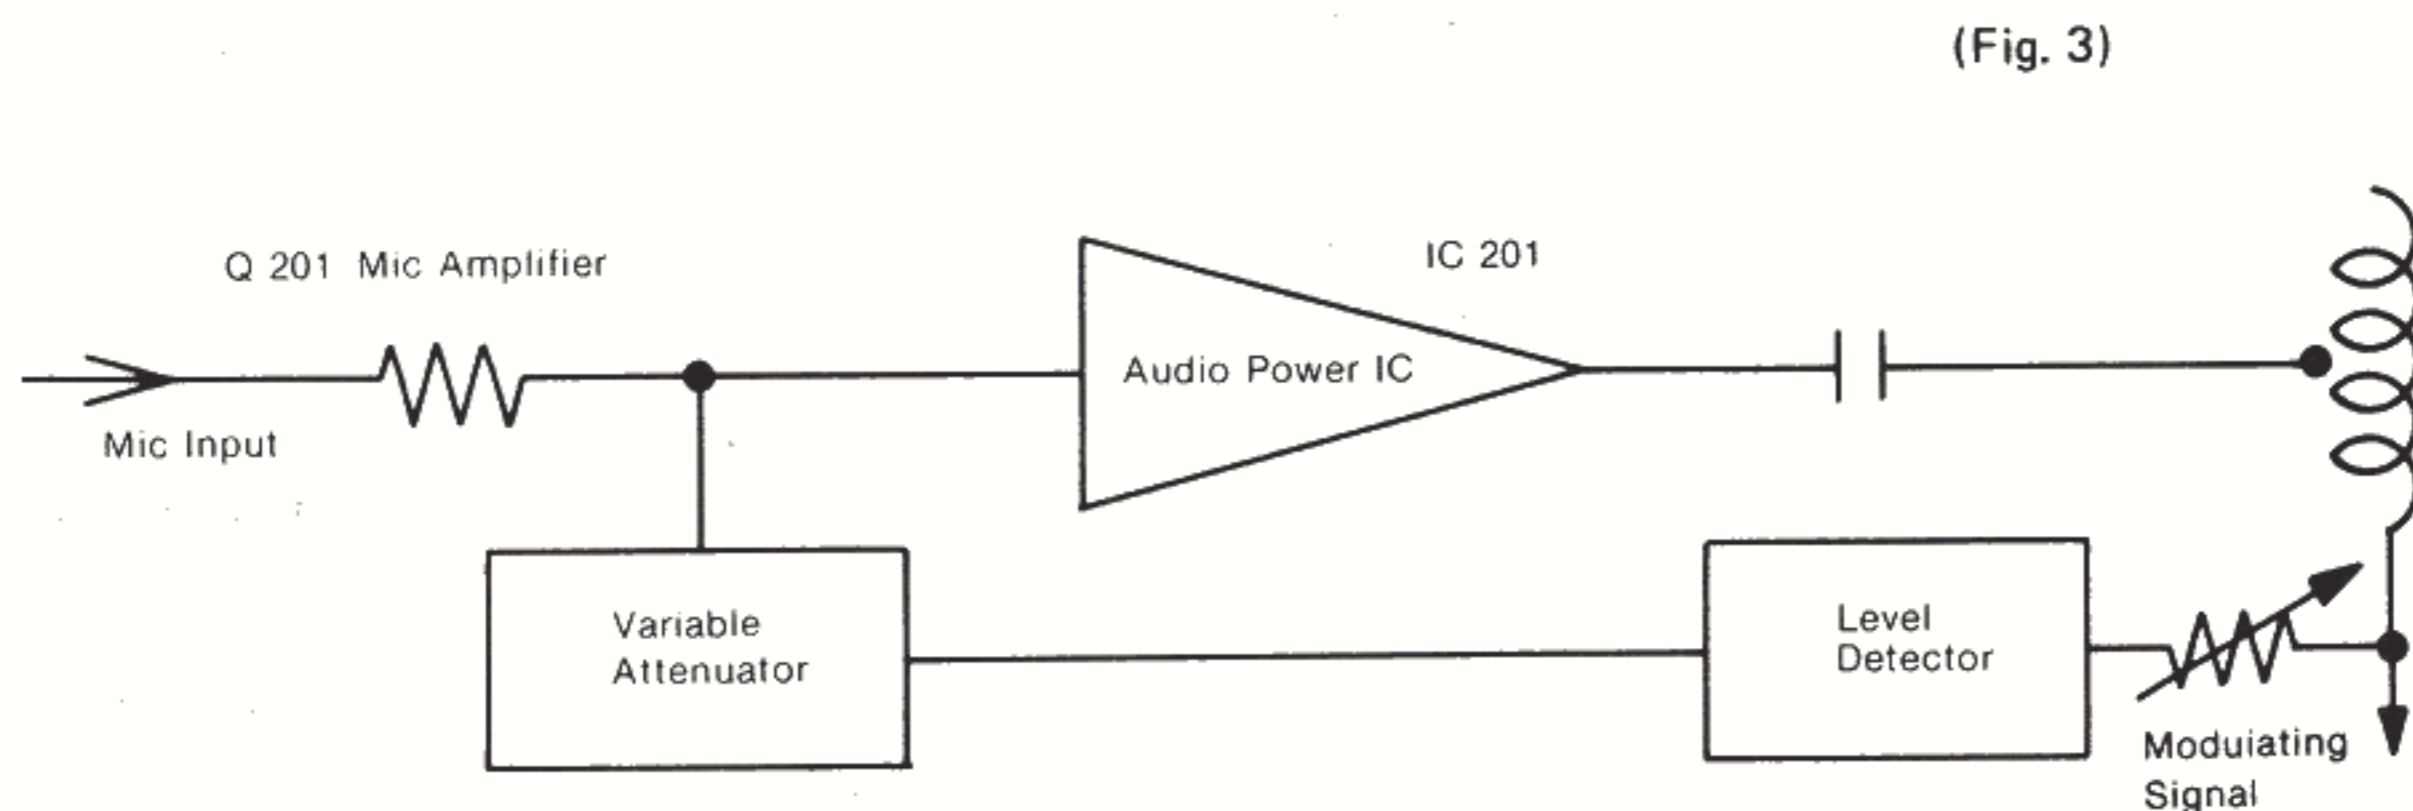 (Fig. 3)
Q 201 Mic Amplifier
IC 201
Audio Power IC
Mic Input
Variable
Attenuator
Level
Detector
Moduiating
Signal